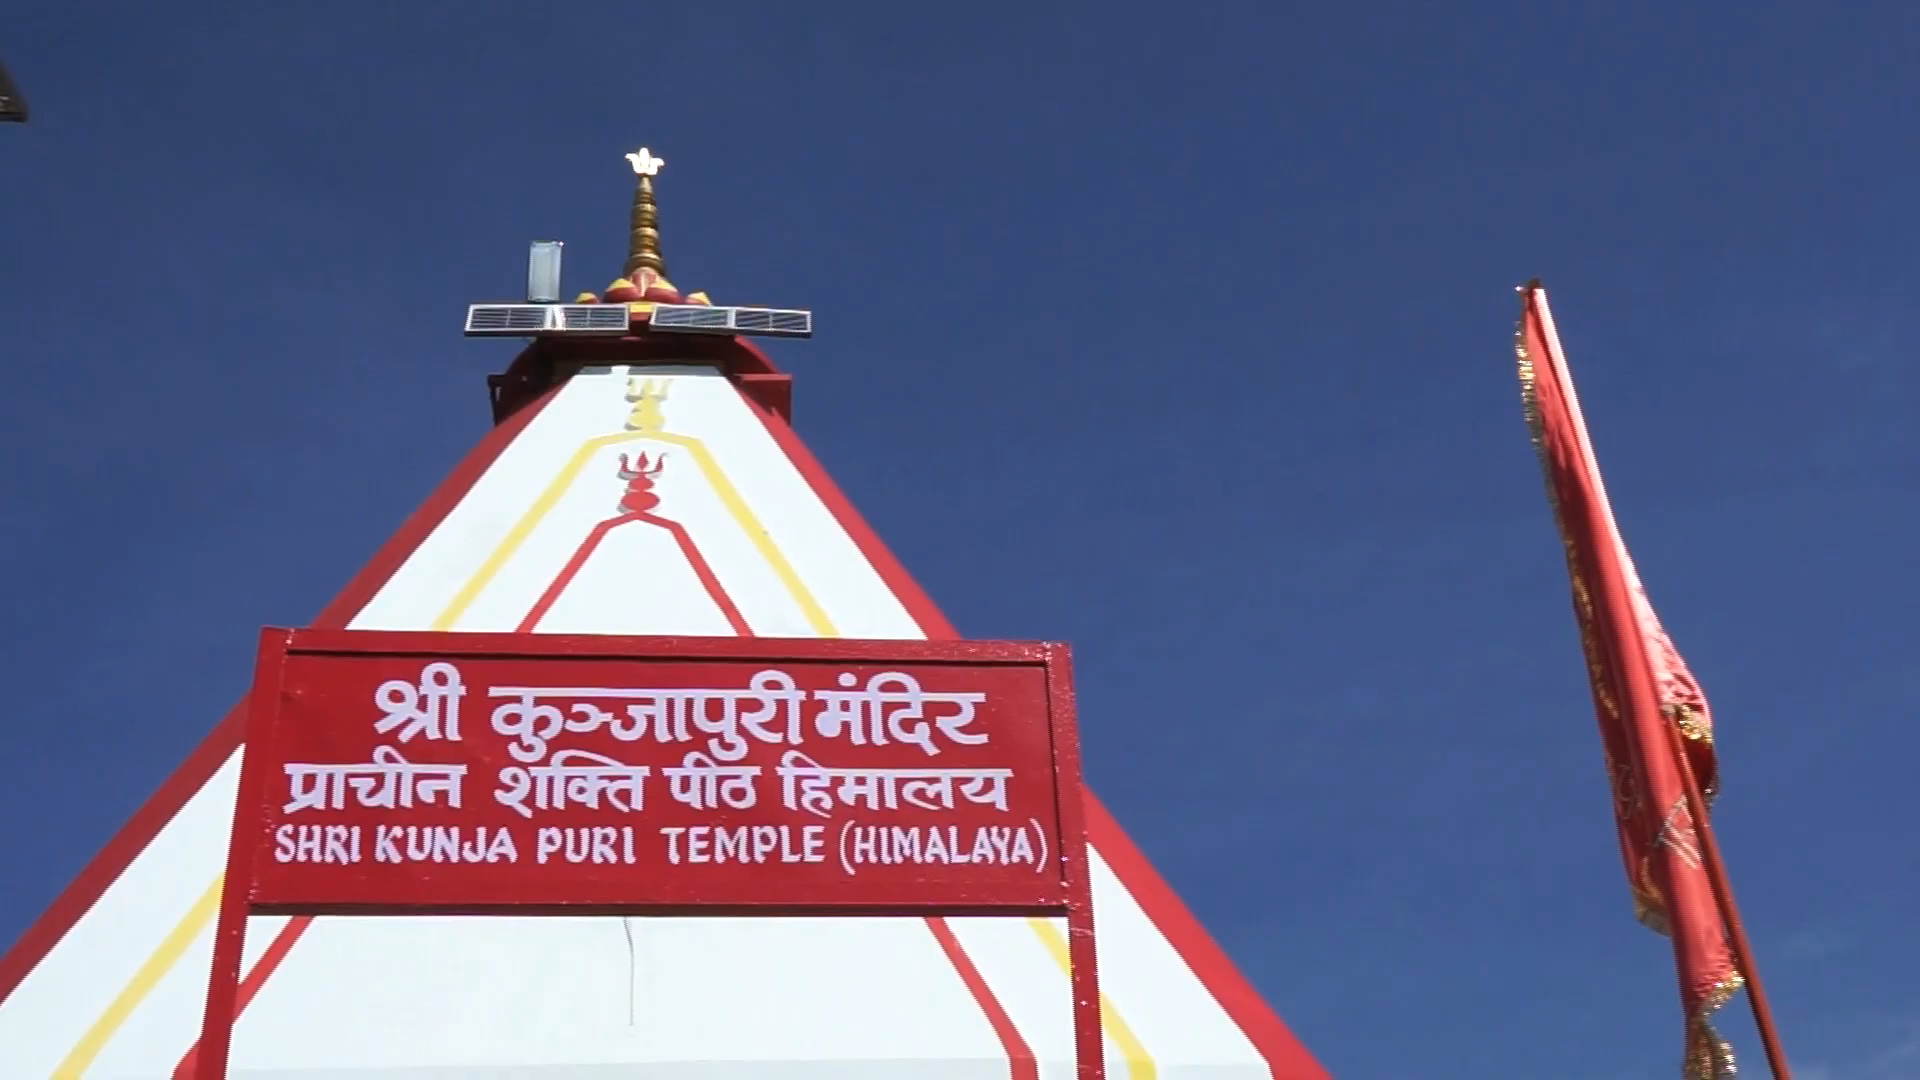 श्री कुञ्जापुरी मंदिर
प्राचीन शक्ति पीठ हिमालय
SHRI KUNJA PURI TEMPLE (HIMALAYA)